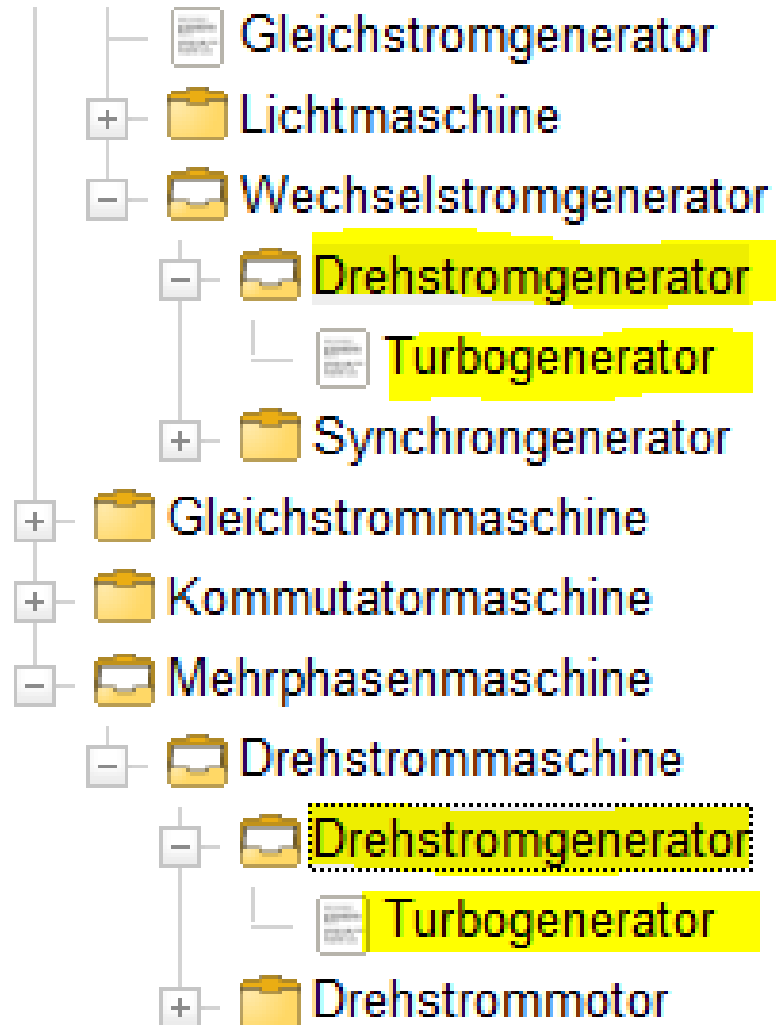 Gleichstromgenerator
Lichtmaschine
Wechselstromgenerator
Drehstromgenerator
Turbogenerator
Synchrongenerator
Gleichstrommaschine
Kommutatormaschine
Mehrphasenmaschine
Drehstrommaschine
Drehstromgenerator
Turbogenerator
Drehstrommotor